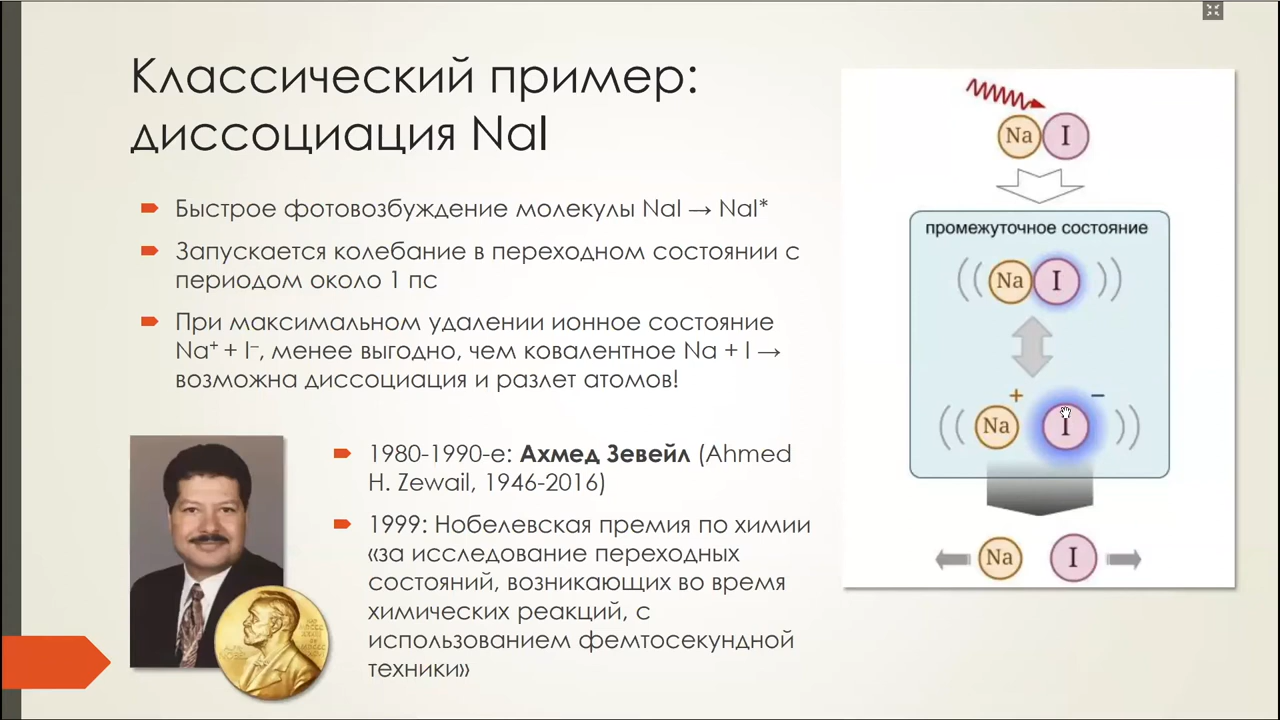 Классический пример:
диссоциация NaI
Быстрое фотовозбуждение молекулы NaI → NaI*
Запускается колебание в переходном состоянии с
периодом около 1 пс
При максимальном удалении ионное состояние
Na⁺ + I⁻, менее выгодно, чем ковалентное Na + I →
возможна диссоциация и разлет атомов!
1980-1990-е: Ахмед Зевейл (Ahmed
H. Zewail, 1946-2016)
1999: Нобелевская премия по химии
«за исследование переходных
состояний, возникающих во время
химических реакций, с
использованием фемтосекундной
техники»
Na I
промежуточное состояние
Na I
+ −
Na I
Na I